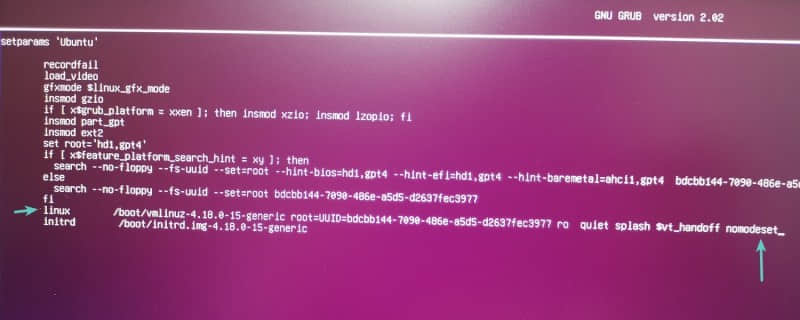 GNU GRUB version 2.02
setparams 'Ubuntu'
recordfail
load_video
gfxmode $linux_gfx_mode
insmod gzio
if [ x$grub_platform = xxen ]; then insmod xzio; insmod lzopio; fi
insmod part_gpt
insmod ext2
set root='hd1,gpt4'
if [ x$feature_platform_search_hint = xy ]; then
search --no-floppy --fs-uuid --set=root --hint-bios=hd1,gpt4 --hint-efi=hd1,gpt4 --hint-baremetal=ahci1,gpt4 bdcbb144-7090-486e-a5d5
else
search --no-floppy --fs-uuid --set=root bdcbb144-7090-486e-a5d5-d2637fec3977
fi
linux /boot/vmlinuz-4.18.0-15-generic root=UUID=bdcbb144-7090-486e-a5d5-d2637fec3977 ro quiet splash $vt_handoff nomodeset_
initrd /boot/initrd.img-4.18.0-15-generic